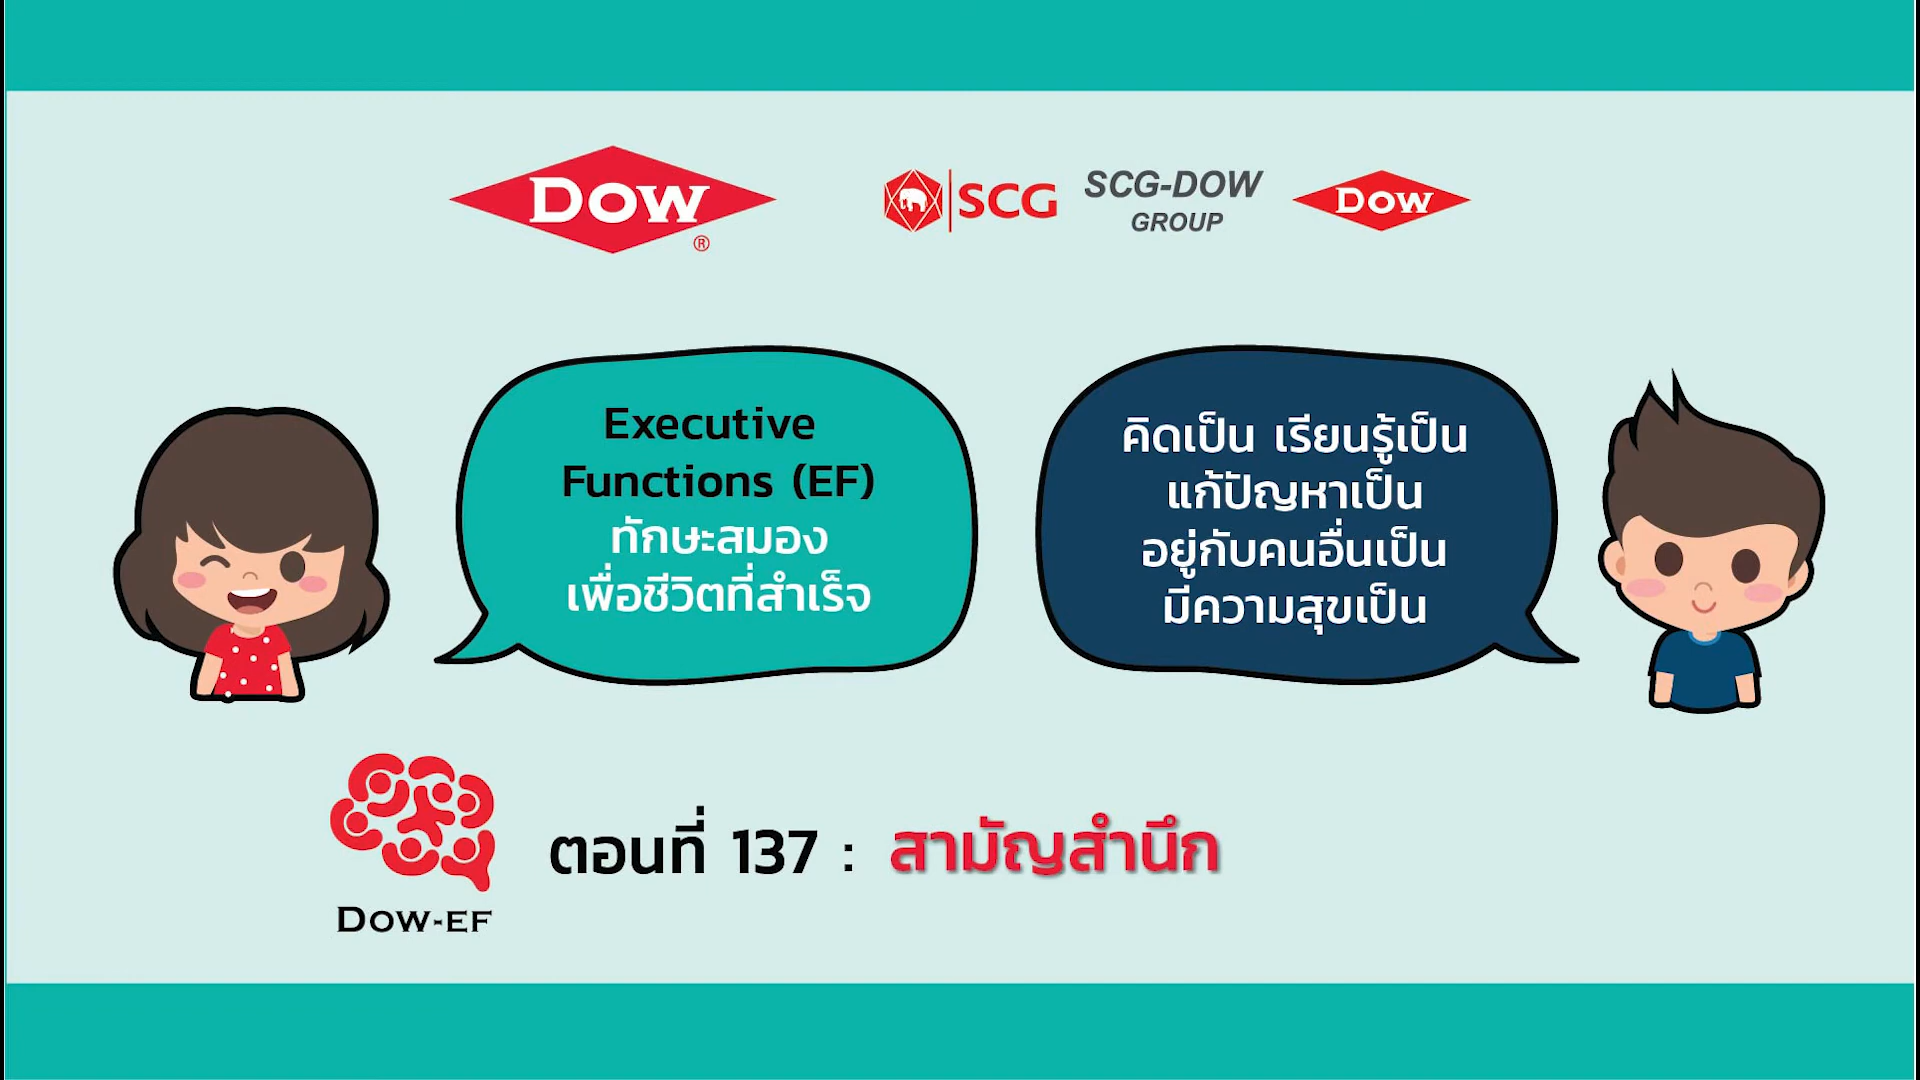 DOW
®
SCG
SCG-DOW
GROUP
DOW
Executive
Functions (EF)
ทักษะสมอง
เพื่อชีวิตที่สำเร็จ
คิดเป็น เรียนรู้เป็น
แก้ปัญหาเป็น
อยู่กับคนอื่นเป็น
มีความสุขเป็น
ตอนที่ 137 : สามัญสำนึก
DOW-EF